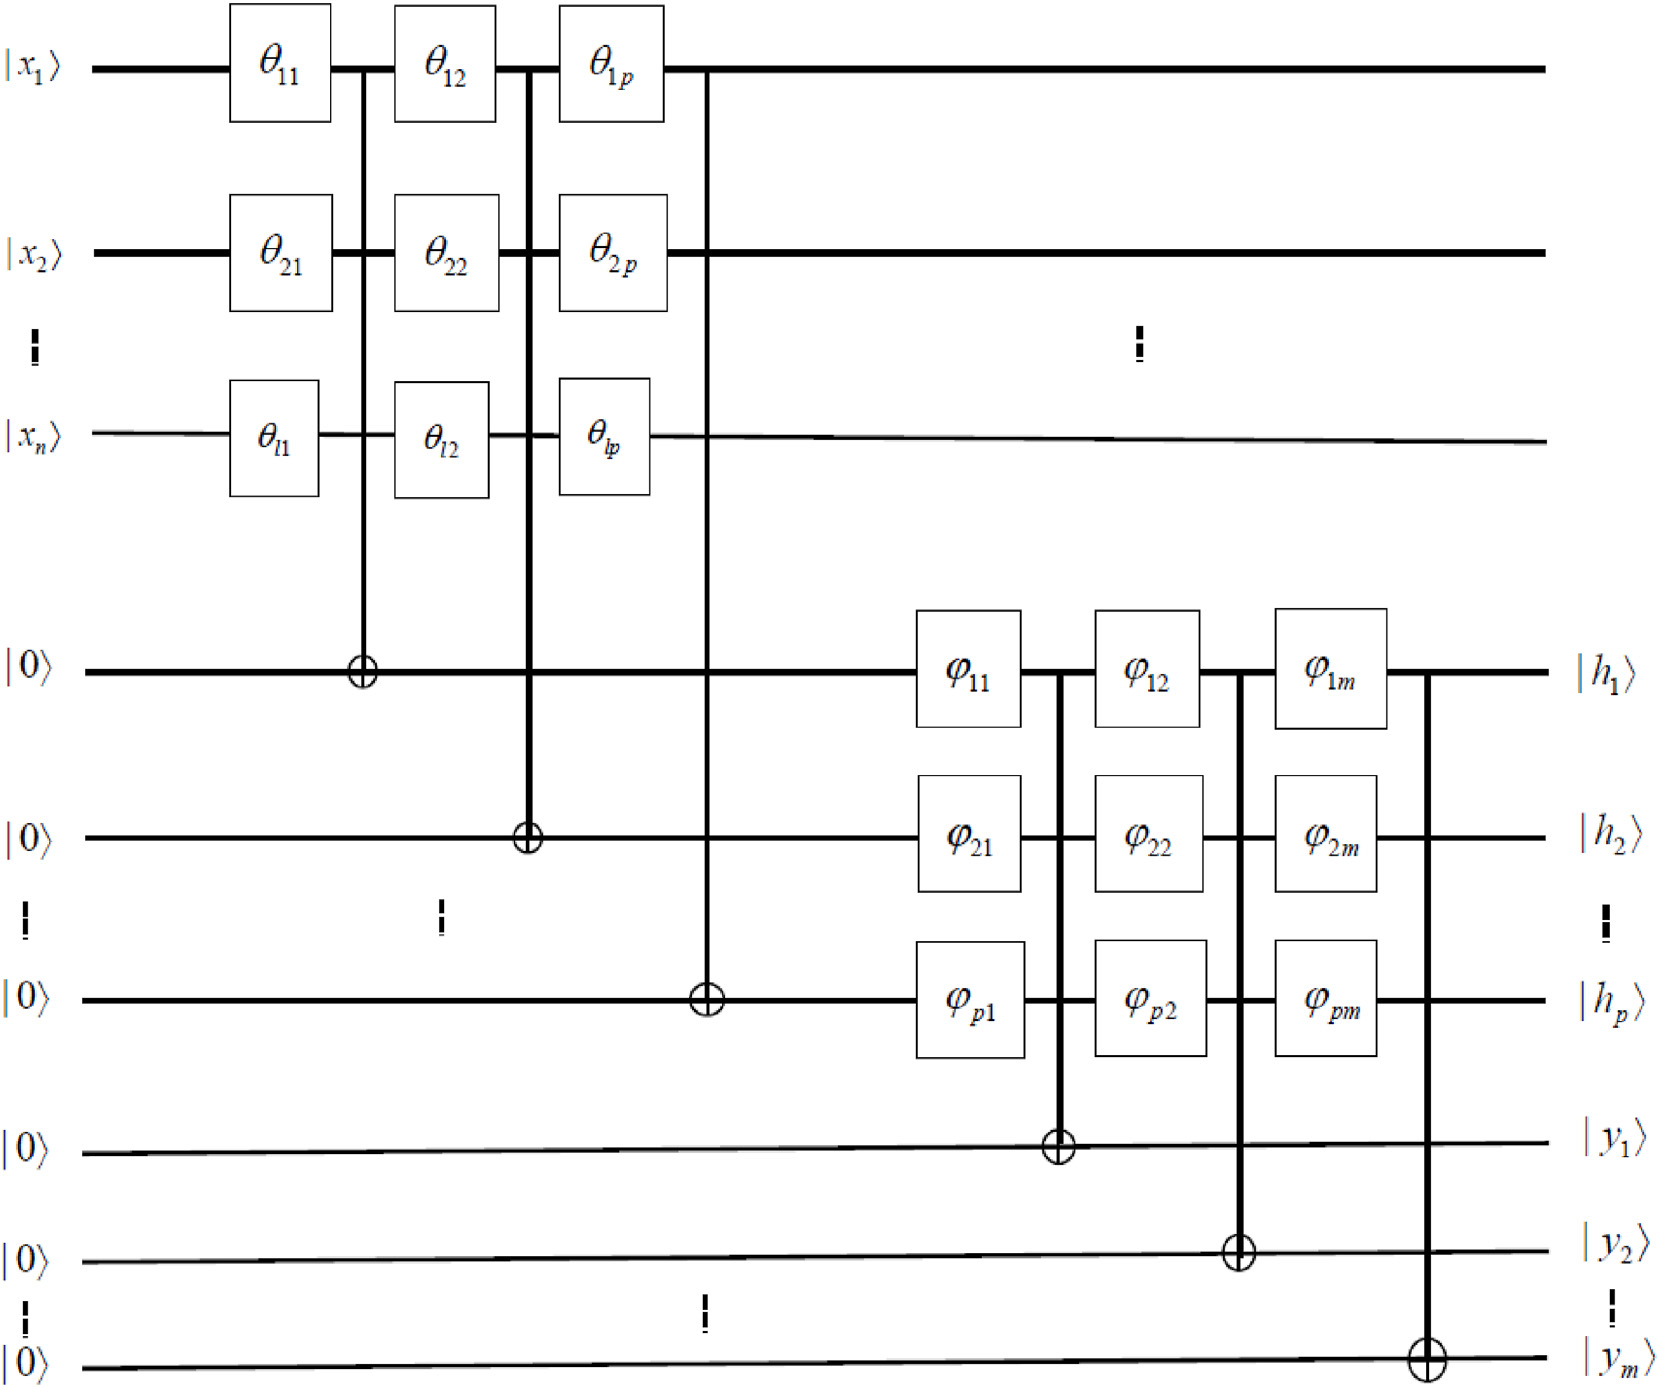 |x₁⟩ θ₁₁ θ₁₂ θ₁ₚ
|x₂⟩ θ₂₁ θ₂₂ θ₂ₚ
|xₙ⟩ θₗ₁ θₗ₂ θₗₚ
|0⟩ φ₁₁ φ₁₂ φ₁ₘ |h₁⟩
|0⟩ φ₂₁ φ₂₂ φ₂ₘ |h₂⟩
|0⟩ φₚ₁ φₚ₂ φₚₘ |hₚ⟩
|0⟩ |y₁⟩
|0⟩ |y₂⟩
|0⟩ |yₘ⟩